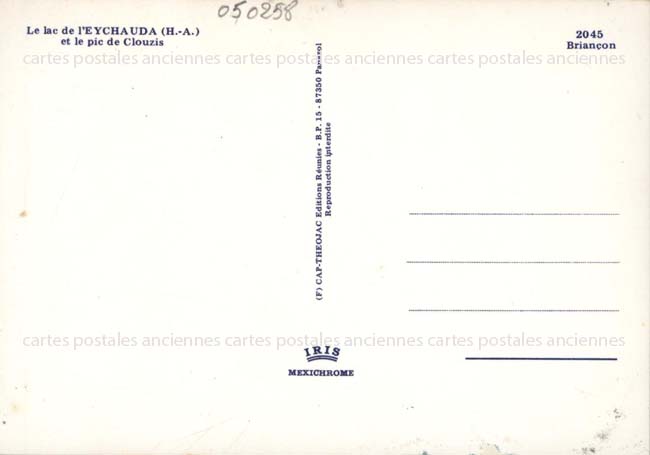 050258
Le lac de l'EYCHAUDA (H.-A.)
et le pic de Clouzis
2045
Briançon
cartes postales anciennes cartes postales anciennes cartes postales anciennes
(F) CAP-THEOJAC Editions Réunies - B.P. 15 - 87350 Panazol
Reproduction interdite
cartes postales anciennes cartes postales anciennes cartes postales anciennes
IRIS
MEXICHROME